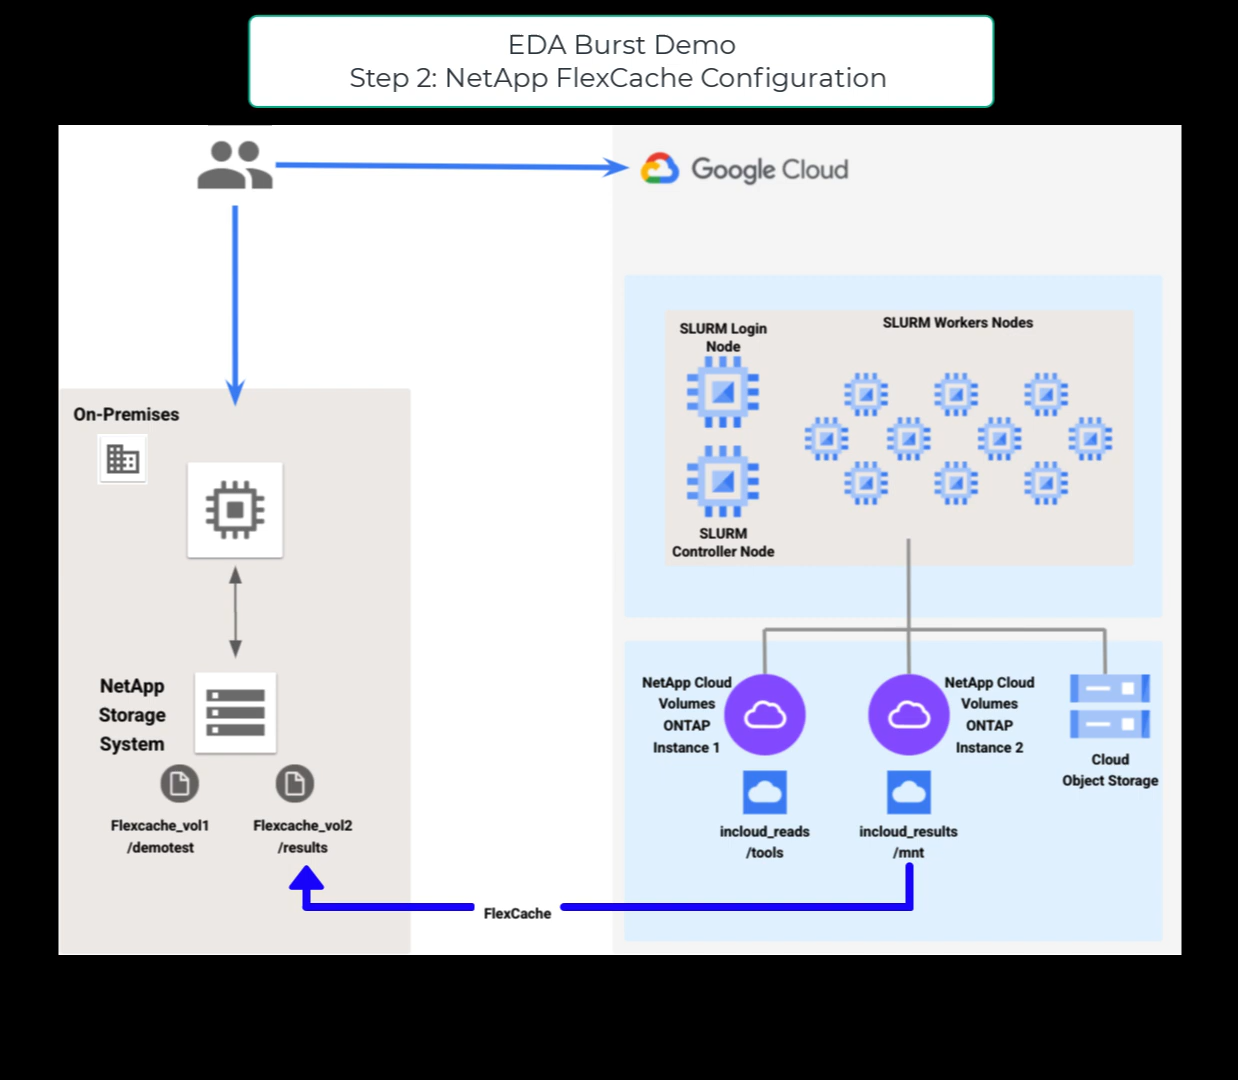 EDA Burst Demo
Step 2: NetApp FlexCache Configuration
Google Cloud
SLURM Login
Node
SLURM Workers Nodes
SLURM
Controller Node
On-Premises
NetApp
Storage
System
Flexcache_vol1
/demotest
Flexcache_vol2
/results
NetApp Cloud
Volumes
ONTAP
Instance 1
NetApp Cloud
Volumes
ONTAP
Instance 2
Cloud
Object Storage
incloud_reads
/tools
incloud_results
/mnt
FlexCache